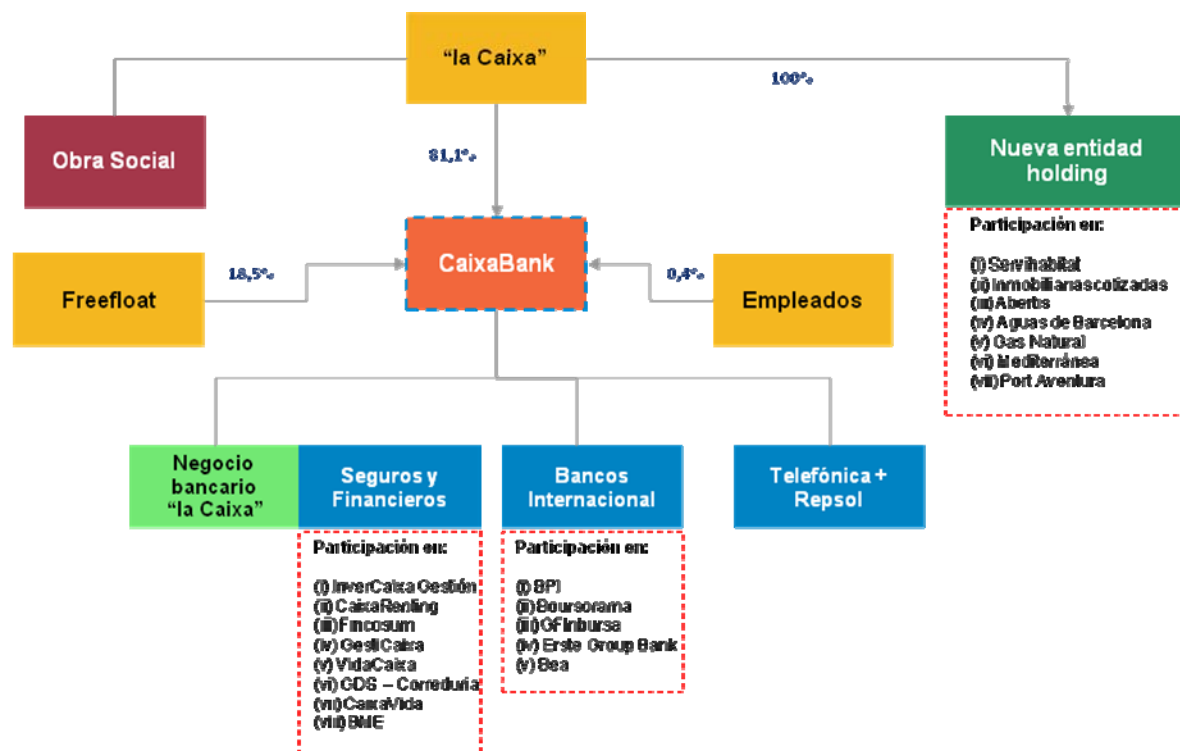 “la Caixa”
100%
Obra Social
81,1%
Nueva entidad
holding
Participación en:
(i) Servihabitat
(ii) Inmobiliarias cotizadas
(iii) Abertis
(iv) Aguas de Barcelona
(v) Gas Natural
(vi) Mediterránea
(vii) Port Aventura
Freefloat
18,5%
CaixaBank
0,4%
Empleados
Negocio
bancario
“la Caixa”
Seguros y
Financieros
Participación en:
(i) InverCaixa Gestión
(ii) CaixaRenting
(iii) Fincosum
(iv) GestiCaixa
(v) VidaCaixa
(vi) GDS – Correduria
(vii) CaixaVida
(viii) BME
Bancos
Internacional
Participación en:
(i) BPI
(ii) Boursorama
(iii) GFInbursa
(iv) Erste Group Bank
(v) Bea
Telefónica +
Repsol